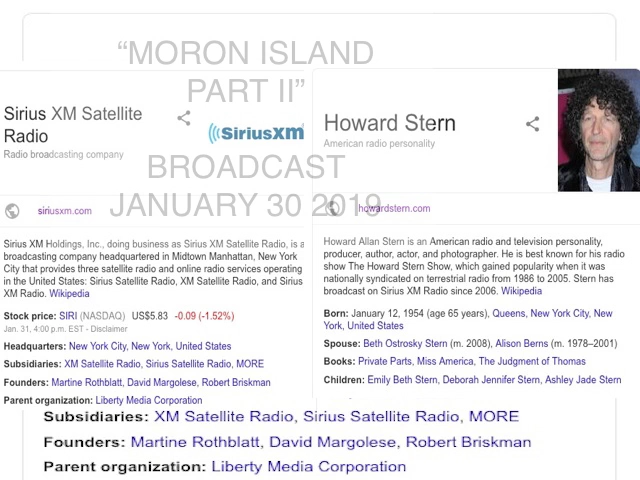 “MORON ISLAND
PART II”
BROADCAST
JANUARY 30 2019
Sirius XM Satellite
Radio
Radio broadcasting company
SiriusXM
siriusxm.com
Sirius XM Holdings, Inc., doing business as Sirius XM Satellite Radio, is a
broadcasting company headquartered in Midtown Manhattan, New York
City that provides three satellite radio and online radio services operating
in the United States: Sirius Satellite Radio, XM Satellite Radio, and Sirius
XM Radio. Wikipedia
Stock price: SIRI (NASDAQ) US$5.83 -0.09 (-1.52%)
Jan. 31, 4:00 p.m. EST - Disclaimer
Headquarters: New York City, New York, United States
Subsidiaries: XM Satellite Radio, Sirius Satellite Radio, MORE
Founders: Martine Rothblatt, David Margolese, Robert Briskman
Parent organization: Liberty Media Corporation
Howard Stern
American radio personality
howardstern.com
Howard Allan Stern is an American radio and television personality,
producer, author, actor, and photographer. He is best known for his radio
show The Howard Stern Show, which gained popularity when it was
nationally syndicated on terrestrial radio from 1986 to 2005. Stern has
broadcast on Sirius XM Radio since 2006. Wikipedia
Born: January 12, 1954 (age 65 years), Queens, New York City, New
York, United States
Spouse: Beth Ostrosky Stern (m. 2008), Alison Berns (m. 1978–2001)
Books: Private Parts, Miss America, The Judgment of Thomas
Children: Emily Beth Stern, Deborah Jennifer Stern, Ashley Jade Stern
Subsidiaries: XM Satellite Radio, Sirius Satellite Radio, MORE
Founders: Martine Rothblatt, David Margolese, Robert Briskman
Parent organization: Liberty Media Corporation